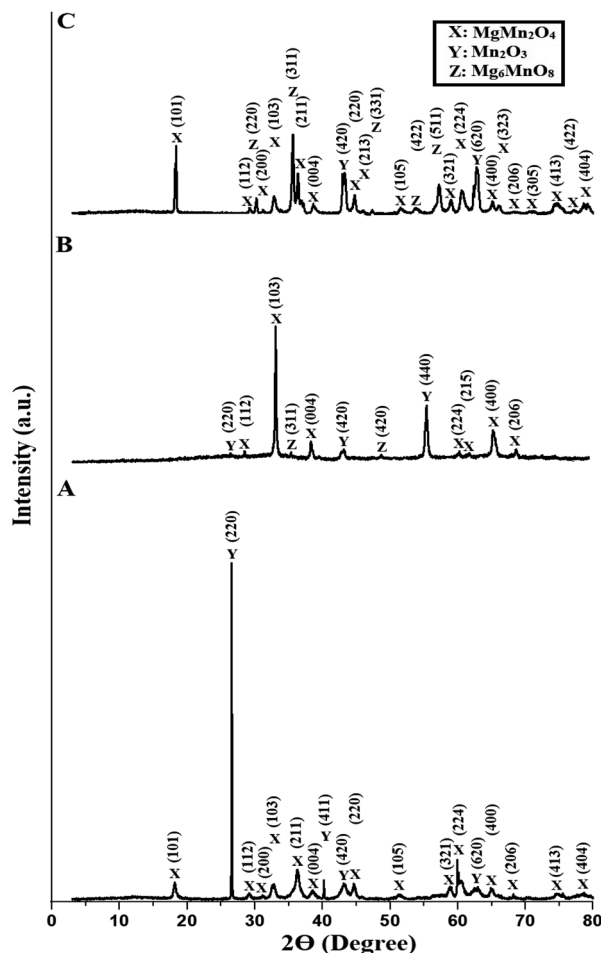 C
X: MgMn₂O₄
Y: Mn₂O₃
Z: Mg₆MnO₈
(101)
X
(112)
X
(220)
Z
(200)
X
(103)
X
(311)
Z
(211)
X
(004)
X
(420)
Y
(220)
X
(213)
X
(331)
Z
(105)
X
(422)
Z
(511)
Z
(321)
X
(224)
X
(620)
Y
(400)
X
(323)
X
(206)
X
(305)
X
(413)
X
(422)
X
(404)
X
B
(220)
Y
(112)
X
(103)
X
(311)
Z
(004)
X
(420)
Y
(420)
Z
(440)
Y
(224)
X
(215)
X
(400)
X
(206)
X
A
(101)
X
(220)
Y
(112)
X
(200)
X
(103)
X
(211)
X
(004)
X
(411)
Y
(420)
Y
(220)
X
(105)
X
(321)
X
(224)
X
(620)
Y
(400)
X
(206)
X
(413)
X
(404)
X
Intensity (a.u.)
0 10 20 30 40 50 60 70 80
2Θ (Degree)